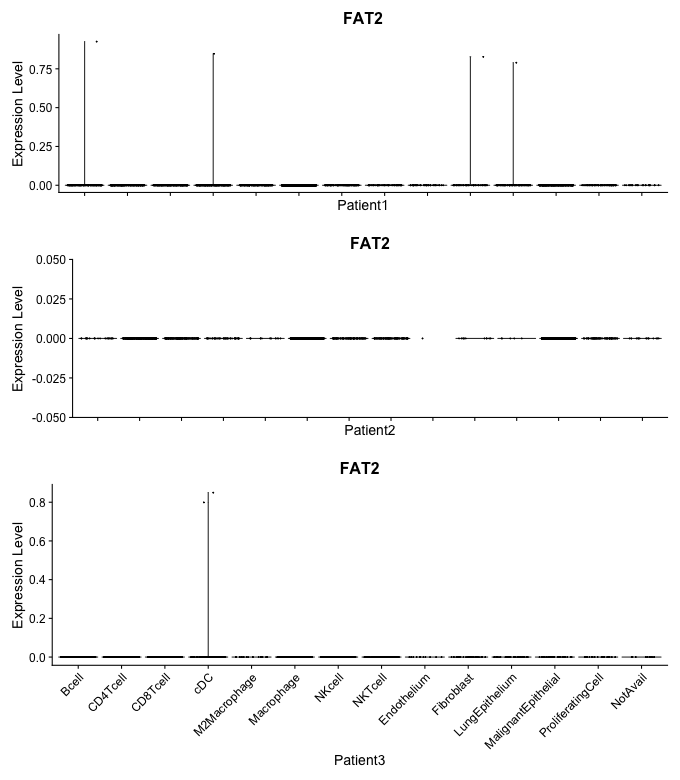 FAT2
Expression Level
0.75
0.50
0.25
0.00
Patient1
FAT2
Expression Level
0.050
0.025
0.000
-0.025
-0.050
Patient2
FAT2
Expression Level
0.8
0.6
0.4
0.2
0.0
Bcell
CD4Tcell
CD8Tcell
cDC
M2Macrophage
Macrophage
NKcell
NKTcell
Endothelium
Fibroblast
LungEpithelium
MalignantEpithelial
ProliferatingCell
NotAvail
Patient3